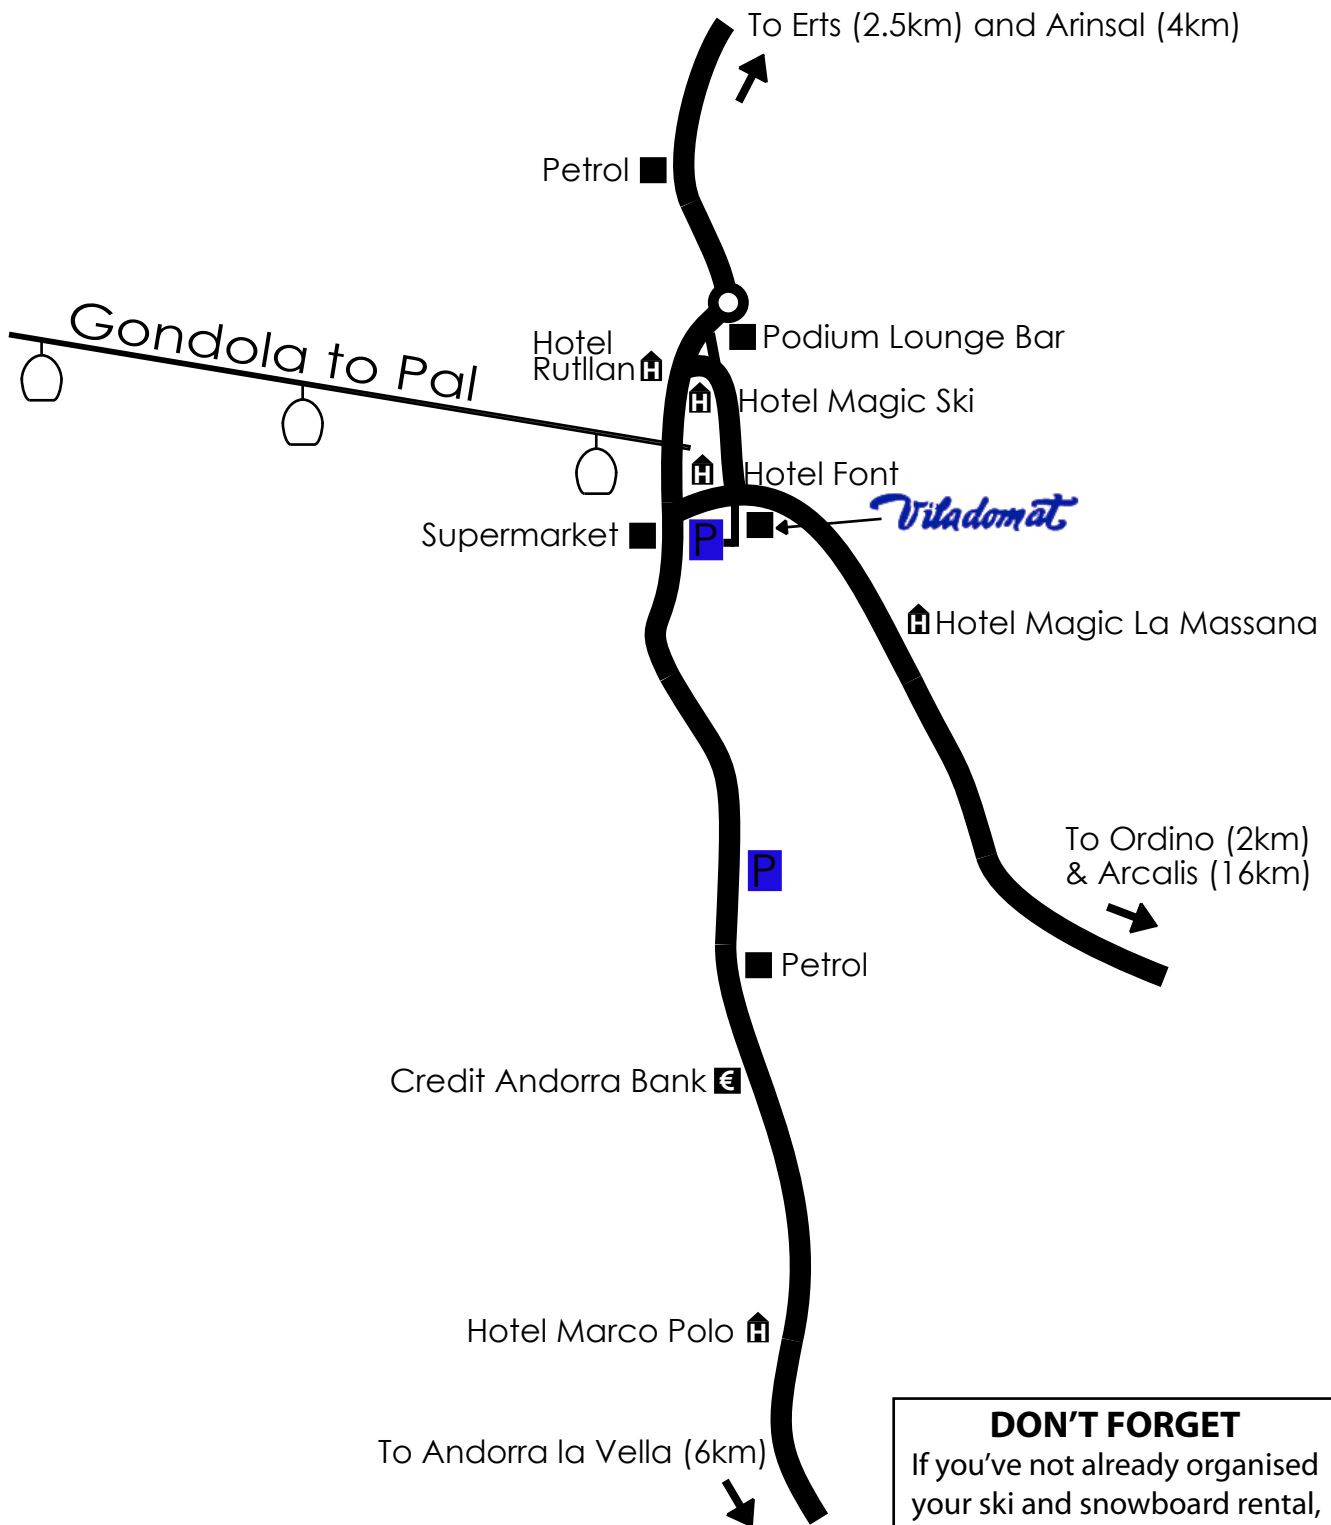 To Erts (2.5km) and Arinsal (4km)
Petrol
Gondola to Pal
Hotel
Rutllan
H
Podium Lounge Bar
H
Hotel Magic Ski
H
Hotel Font
Viladomat
Supermarket
P
H
Hotel Magic La Massana
To Ordino (2km)
& Arcalis (16km)
P
Petrol
Credit Andorra Bank €
Hotel Marco Polo H
To Andorra la Vella (6km)
DON'T FORGET
If you've not already organised
your ski and snowboard rental,